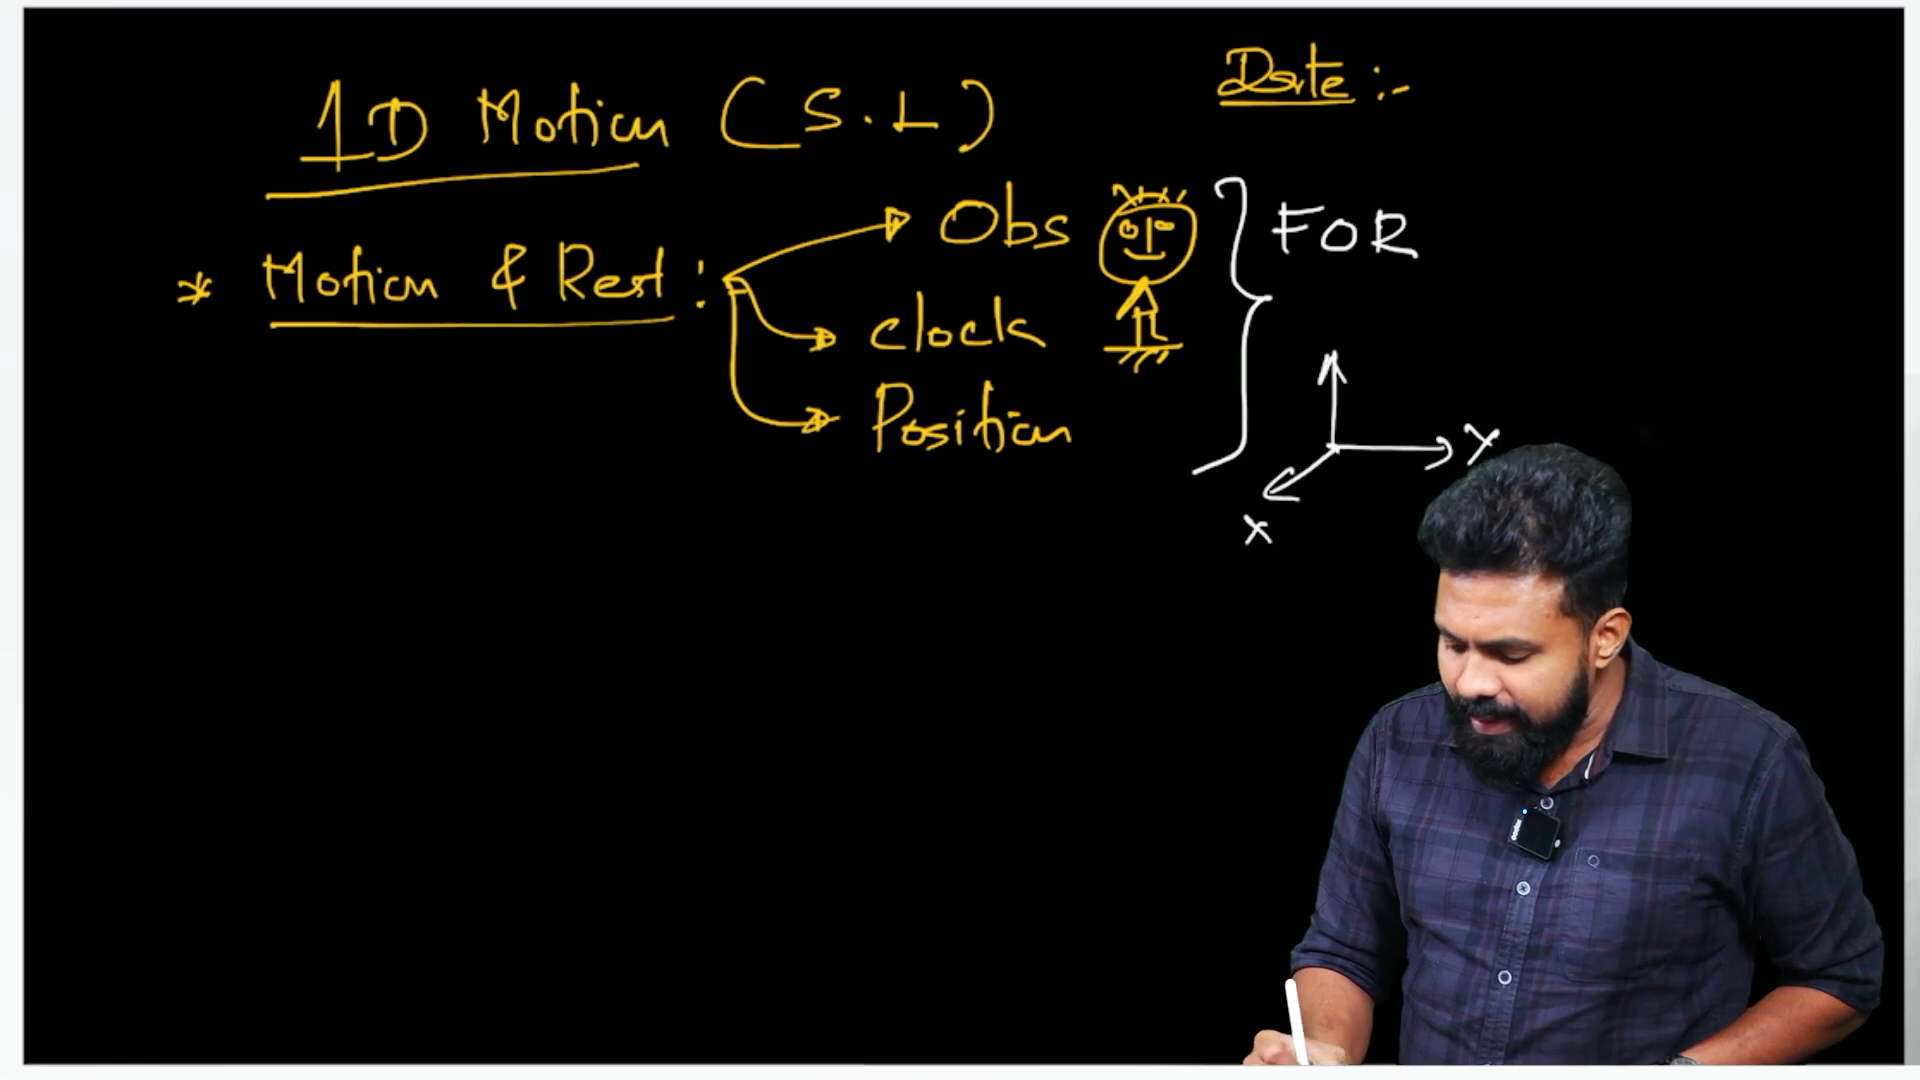 Date :-
1D Motion (S.L)
* Motion & Rest :
Obs
clock
Position
FOR
Y
X